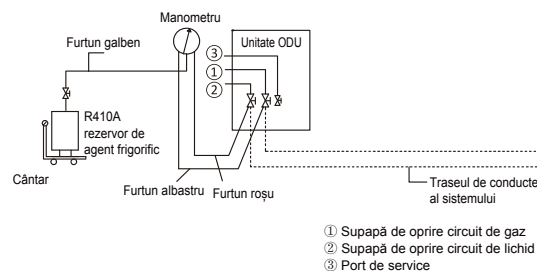 Manometru
Furtun galben
Unitate ODU
③
①
②
R410A
rezervor de
agent frigorific
Cântar
Furtun albastru
Furtun roșu
Traseul de conducte
al sistemului
① Supapă de oprire circuit de gaz
② Supapă de oprire circuit de lichid
③ Port de service